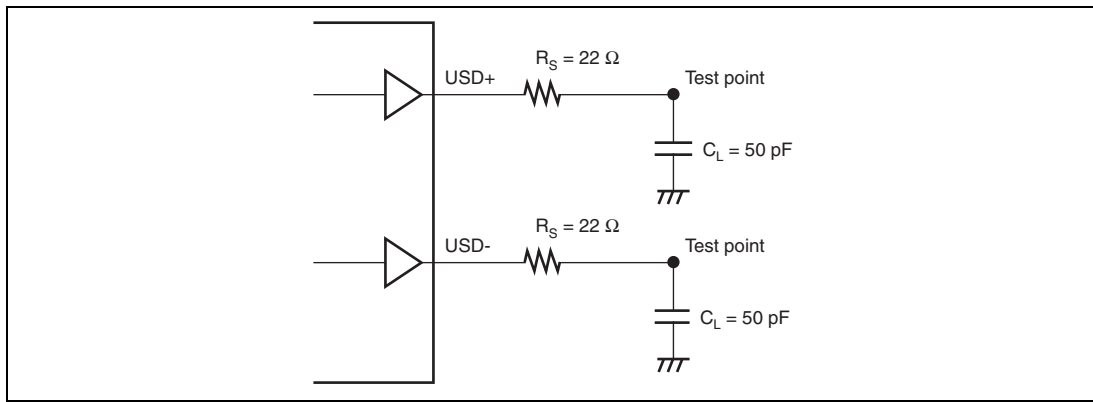 R_S = 22 Ω
USD+
Test point
C_L = 50 pF
R_S = 22 Ω
USD-
Test point
C_L = 50 pF